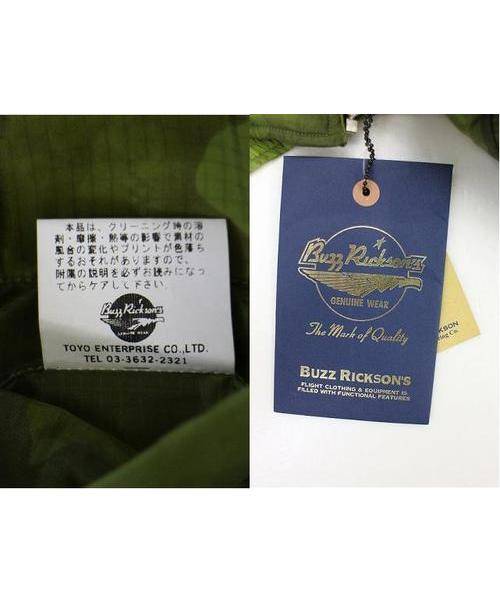 本品は、クリーニング時の溶
剤・摩擦・熱等の影響で素材の
風合の変化やプリントが色落ち
するおそれがありますので、
附属の説明を必ずお読みになっ
てからケアして下さい。
Buzz Rickson's
TOYO ENTERPRISE CO.,LTD.
TEL 03-3632-2321
Buzz Rickson's
GENUINE WEAR
The Mark of Quality
BUZZ RICKSON'S
FLIGHT CLOTHING & EQUIPMENT IS
FILLED WITH FUNCTIONAL FEATURES
RICKSON
Co.